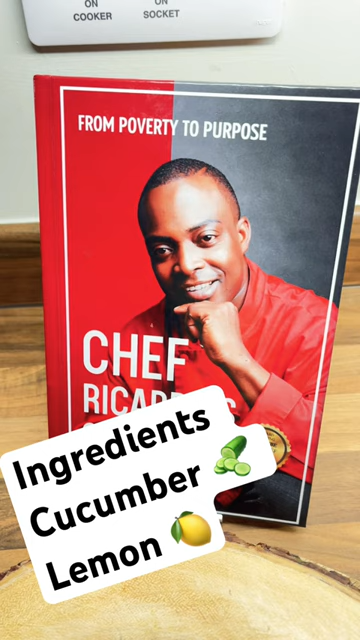 ON
COOKER
ON
SOCKET
FROM POVERTY TO PURPOSE
CHEF
Ingredients
Cucumber 🥒
Lemon 🍋